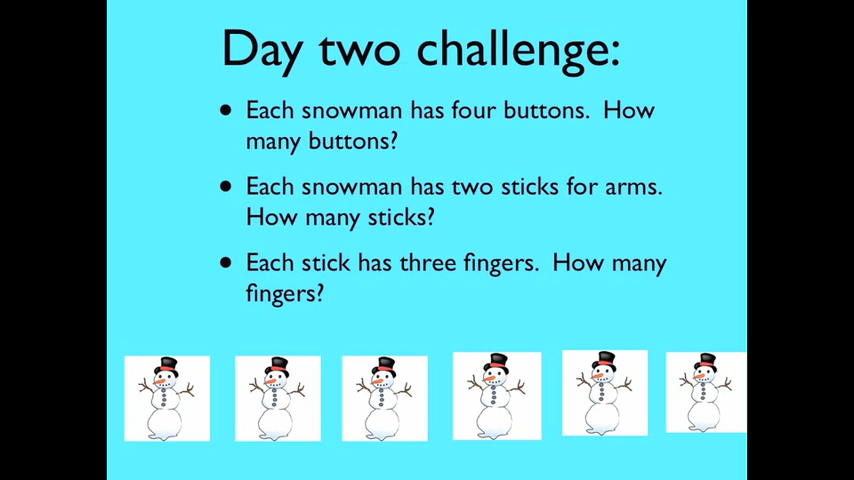 Day two challenge:
• Each snowman has four buttons.  How
many buttons?
• Each snowman has two sticks for arms.
How many sticks?
• Each stick has three fingers.  How many
fingers?